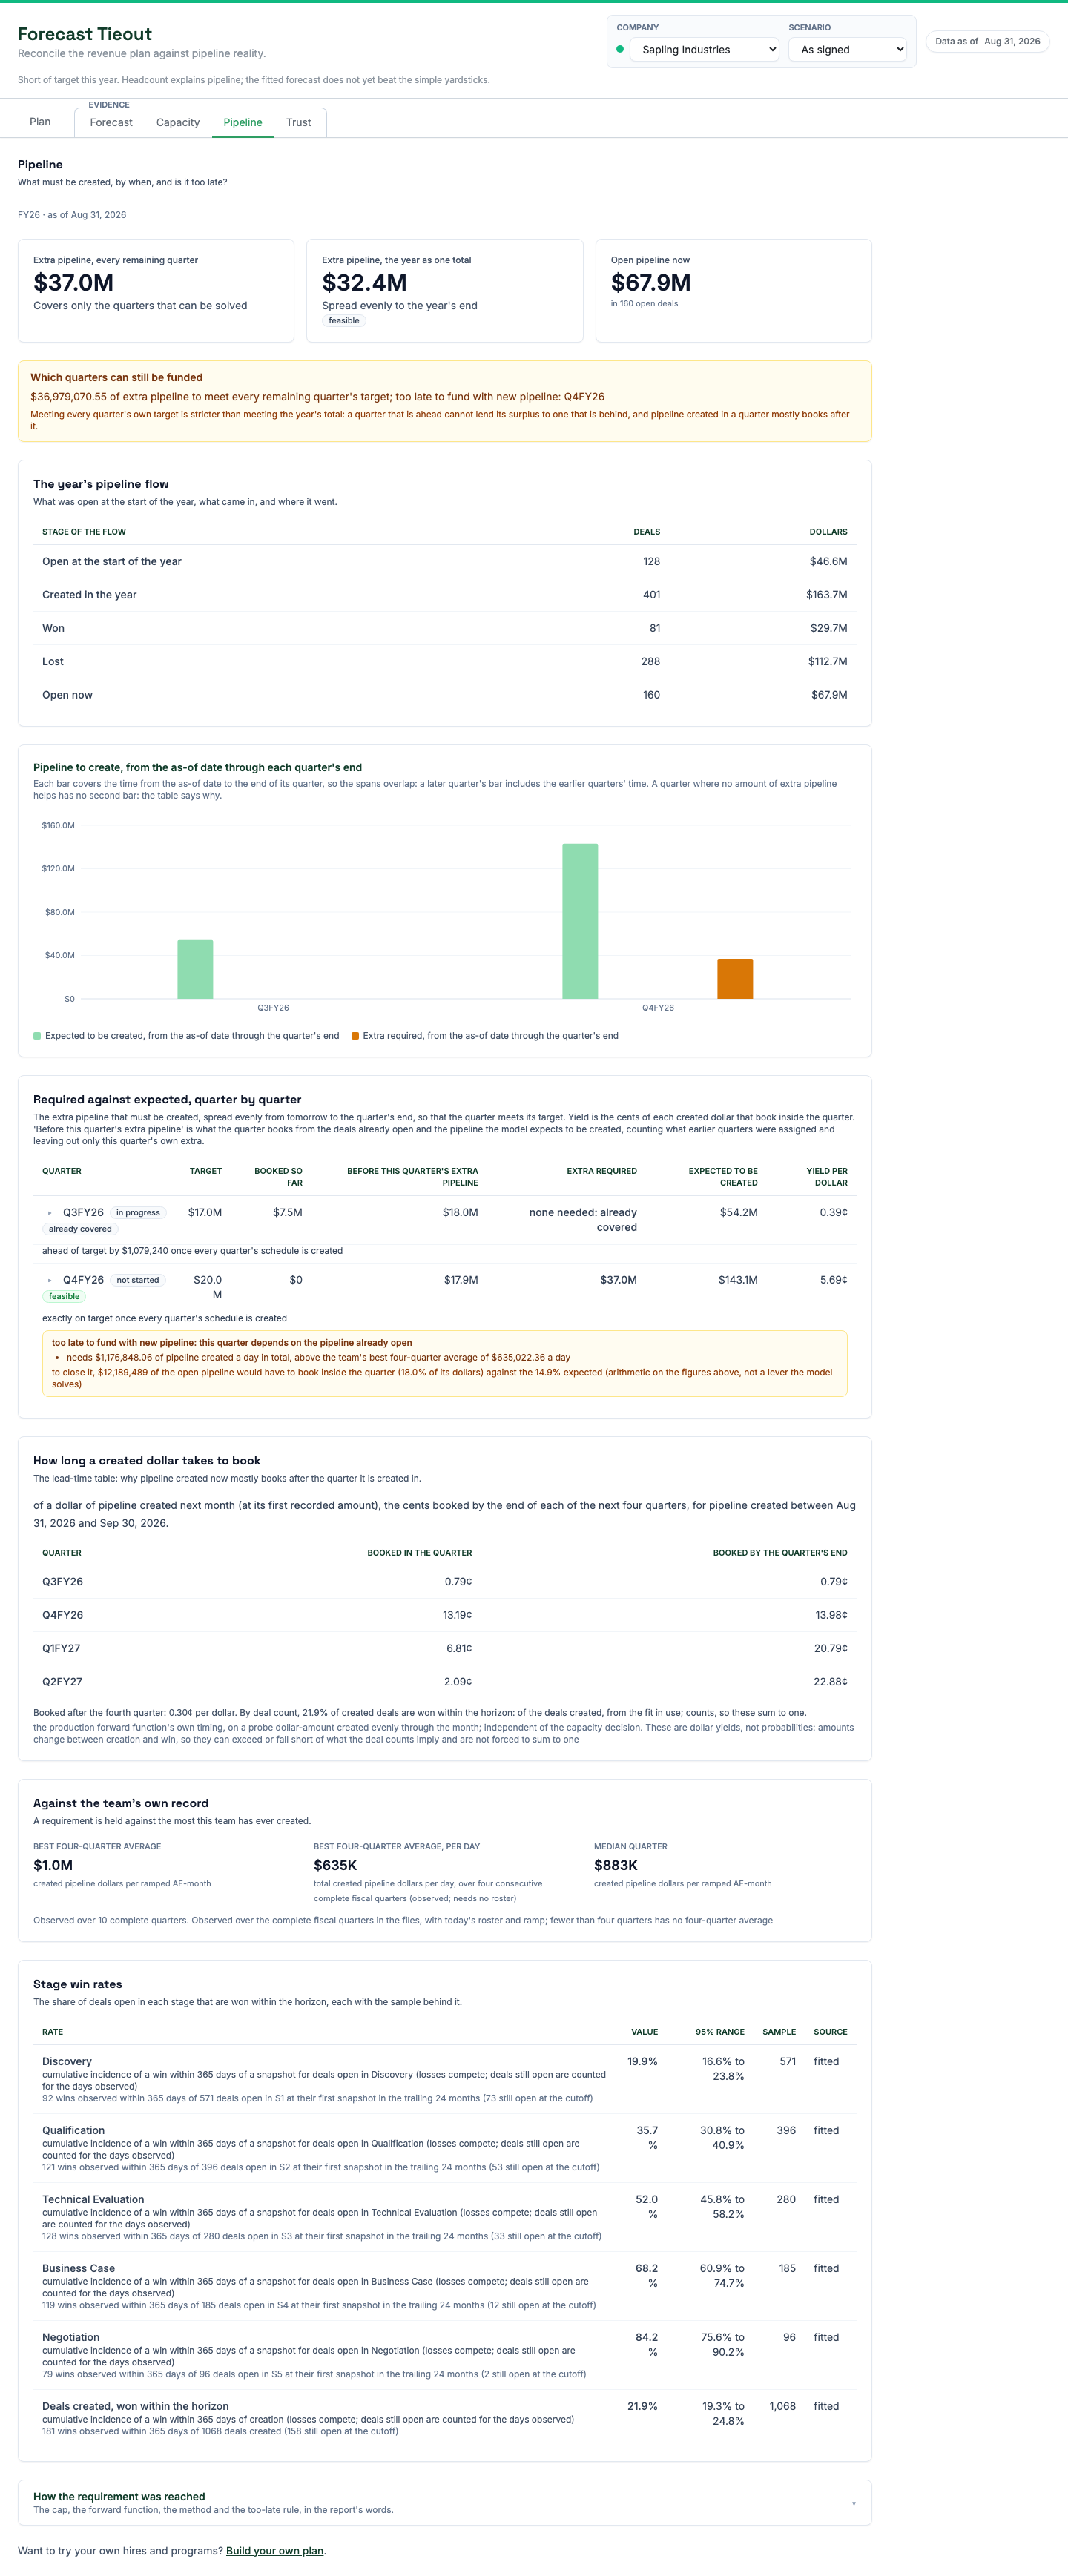 Forecast Tieout
Reconcile the revenue plan against pipeline reality.
COMPANY
Sapling Industries
SCENARIO
As signed
Data as of Aug 31, 2026
Short of target this year. Headcount explains pipeline; the fitted forecast does not yet beat the simple yardsticks.
Plan
EVIDENCE
Forecast
Capacity
Pipeline
Trust
Pipeline
What must be created, by when, and is it too late?
FY26 · as of Aug 31, 2026
Extra pipeline, every remaining quarter
$37.0M
Covers only the quarters that can be solved
Extra pipeline, the year as one total
$32.4M
Spread evenly to the year's end
feasible
Open pipeline now
$67.9M
in 160 open deals
Which quarters can still be funded
$36,979,070.55 of extra pipeline to meet every remaining quarter's target; too late to fund with new pipeline: Q4FY26
Meeting every quarter's own target is stricter than meeting the year's total: a quarter that is ahead cannot lend its surplus to one that is behind, and pipeline created in a quarter mostly books after
it.
The year's pipeline flow
What was open at the start of the year, what came in, and where it went.
STAGE OF THE FLOW DEALS DOLLARS
Open at the start of the year 128 $46.6M
Created in the year 401 $163.7M
Won 81 $29.7M
Lost 288 $112.7M
Open now 160 $67.9M
Pipeline to create, from the as-of date through each quarter's end
Each bar covers the time from the as-of date to the end of its quarter, so the spans overlap: a later quarter's bar includes the earlier quarters' time. A quarter where no amount of extra pipeline
helps has no second bar: the table says why.
$160.0M
$120.0M
$80.0M
$40.0M
$0
Q3FY26 Q4FY26
Expected to be created, from the as-of date through the quarter's end Extra required, from the as-of date through the quarter's end
Required against expected, quarter by quarter
The extra pipeline that must be created, spread evenly from tomorrow to the quarter's end, so that the quarter meets its target. Yield is the cents of each created dollar that book inside the quarter.
'Before this quarter's extra pipeline' is what the quarter books from the deals already open and the pipeline the model expects to be created, counting what earlier quarters were assigned and
leaving out only this quarter's own extra.
QUARTER TARGET BOOKED SO BEFORE THIS QUARTER'S EXTRA EXTRA REQUIRED EXPECTED TO BE YIELD PER
FAR PIPELINE CREATED DOLLAR
▸ Q3FY26 in progress $17.0M $7.5M $18.0M none needed: already $54.2M 0.39¢
already covered covered
ahead of target by $1,079,240 once every quarter's schedule is created
▸ Q4FY26 not started $20.0 $0 $17.9M $37.0M $143.1M 5.69¢
feasible M
exactly on target once every quarter's schedule is created
too late to fund with new pipeline: this quarter depends on the pipeline already open
• needs $1,176,848.06 of pipeline created a day in total, above the team's best four-quarter average of $635,022.36 a day
to close it, $12,189,489 of the open pipeline would have to book inside the quarter (18.0% of its dollars) against the 14.9% expected (arithmetic on the figures above, not a lever the model
solves)
How long a created dollar takes to book
The lead-time table: why pipeline created now mostly books after the quarter it is created in.
of a dollar of pipeline created next month (at its first recorded amount), the cents booked by the end of each of the next four quarters, for pipeline created between Aug
31, 2026 and Sep 30, 2026.
QUARTER BOOKED IN THE QUARTER BOOKED BY THE QUARTER'S END
Q3FY26 0.79¢ 0.79¢
Q4FY26 13.19¢ 13.98¢
Q1FY27 6.81¢ 20.79¢
Q2FY27 2.09¢ 22.88¢
Booked after the fourth quarter: 0.30¢ per dollar. By deal count, 21.9% of created deals are won within the horizon: of the deals created, from the fit in use; counts, so these sum to one.
the production forward function's own timing, on a probe dollar-amount created evenly through the month; independent of the capacity decision. These are dollar yields, not probabilities: amounts
change between creation and win, so they can exceed or fall short of what the deal counts imply and are not forced to sum to one
Against the team's own record
A requirement is held against the most this team has ever created.
BEST FOUR-QUARTER AVERAGE
$1.0M
created pipeline dollars per ramped AE-month
BEST FOUR-QUARTER AVERAGE, PER DAY
$635K
total created pipeline dollars per day, over four consecutive
complete fiscal quarters (observed; needs no roster)
MEDIAN QUARTER
$883K
created pipeline dollars per ramped AE-month
Observed over 10 complete quarters. Observed over the complete fiscal quarters in the files, with today's roster and ramp; fewer than four quarters has no four-quarter average
Stage win rates
The share of deals open in each stage that are won within the horizon, each with the sample behind it.
RATE VALUE 95% RANGE SAMPLE SOURCE
Discovery 19.9% 16.6% to 571 fitted
23.8%
cumulative incidence of a win within 365 days of a snapshot for deals open in Discovery (losses compete; deals still open are counted
for the days observed)
92 wins observed within 365 days of 571 deals open in S1 at their first snapshot in the trailing 24 months (73 still open at the cutoff)
Qualification 35.7 30.8% to 396 fitted
% 40.9%
cumulative incidence of a win within 365 days of a snapshot for deals open in Qualification (losses compete; deals still open are
counted for the days observed)
121 wins observed within 365 days of 396 deals open in S2 at their first snapshot in the trailing 24 months (53 still open at the cutoff)
Technical Evaluation 52.0 45.8% to 280 fitted
% 58.2%
cumulative incidence of a win within 365 days of a snapshot for deals open in Technical Evaluation (losses compete; deals still open
are counted for the days observed)
128 wins observed within 365 days of 280 deals open in S3 at their first snapshot in the trailing 24 months (33 still open at the cutoff)
Business Case 68.2 60.9% to 185 fitted
% 74.7%
cumulative incidence of a win within 365 days of a snapshot for deals open in Business Case (losses compete; deals still open are
counted for the days observed)
119 wins observed within 365 days of 185 deals open in S4 at their first snapshot in the trailing 24 months (12 still open at the cutoff)
Negotiation 84.2 75.6% to 96 fitted
% 90.2%
cumulative incidence of a win within 365 days of a snapshot for deals open in Negotiation (losses compete; deals still open are
counted for the days observed)
79 wins observed within 365 days of 96 deals open in S5 at their first snapshot in the trailing 24 months (2 still open at the cutoff)
Deals created, won within the horizon 21.9% 19.3% to 1,068 fitted
24.8%
cumulative incidence of a win within 365 days of creation (losses compete; deals still open are counted for the days observed)
181 wins observed within 365 days of 1068 deals created (158 still open at the cutoff)
How the requirement was reached
The cap, the forward function, the method and the too-late rule, in the report's words.
Want to try your own hires and programs? Build your own plan.